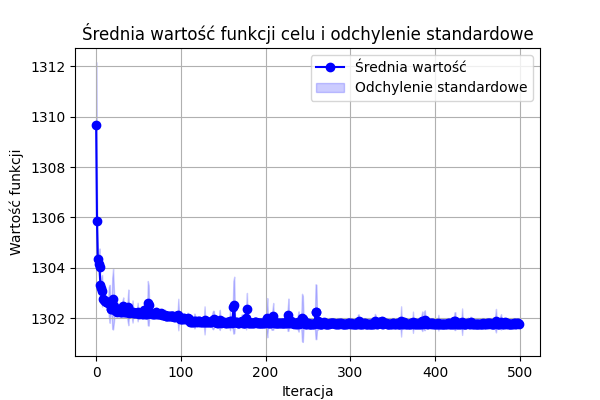 Średnia wartość funkcji celu i odchylenie standardowe
Średnia wartość
Odchylenie standardowe
Wartość funkcji
1312
1310
1308
1306
1304
1302
0 100 200 300 400 500
Iteracja